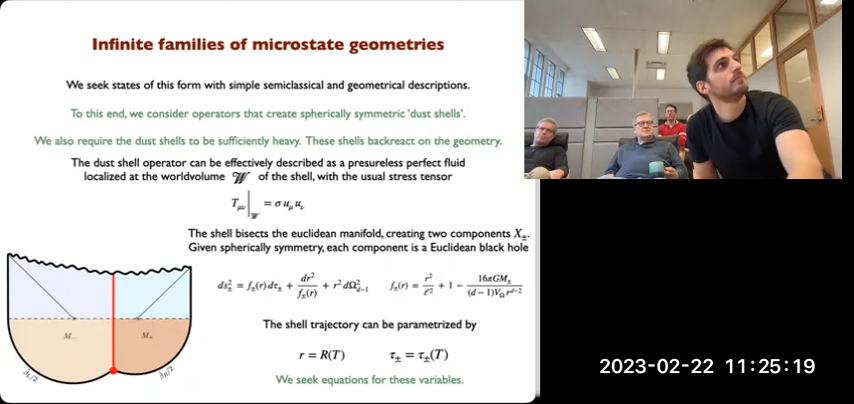 Infinite families of microstate geometries
We seek states of this form with simple semiclassical and geometrical descriptions.
To this end, we consider operators that create spherically symmetric 'dust shells'.
We also require the dust shells to be sufficiently heavy. These shells backreact on the geometry.
The dust shell operator can be effectively described as a presureless perfect fluid
localized at the worldvolume 𝒲 of the shell, with the usual stress tensor
T_{μν}|_𝒲 = σ u_μ u_ν
The shell bisects the euclidean manifold, creating two components X_±.
Given spherically symmetry, each component is a Euclidean black hole
ds²_± = f_±(r) dτ_± + dr²/f_±(r) + r² dΩ²_{d−1}    f_±(r) = r²/ℓ² + 1 − 16πGM_±/((d−1)V_Ω r^{d−2})
The shell trajectory can be parametrized by
r = R(T)    τ_± = τ_±(T)
We seek equations for these variables.
M_−    M_+
2023-02-22 11:25:19